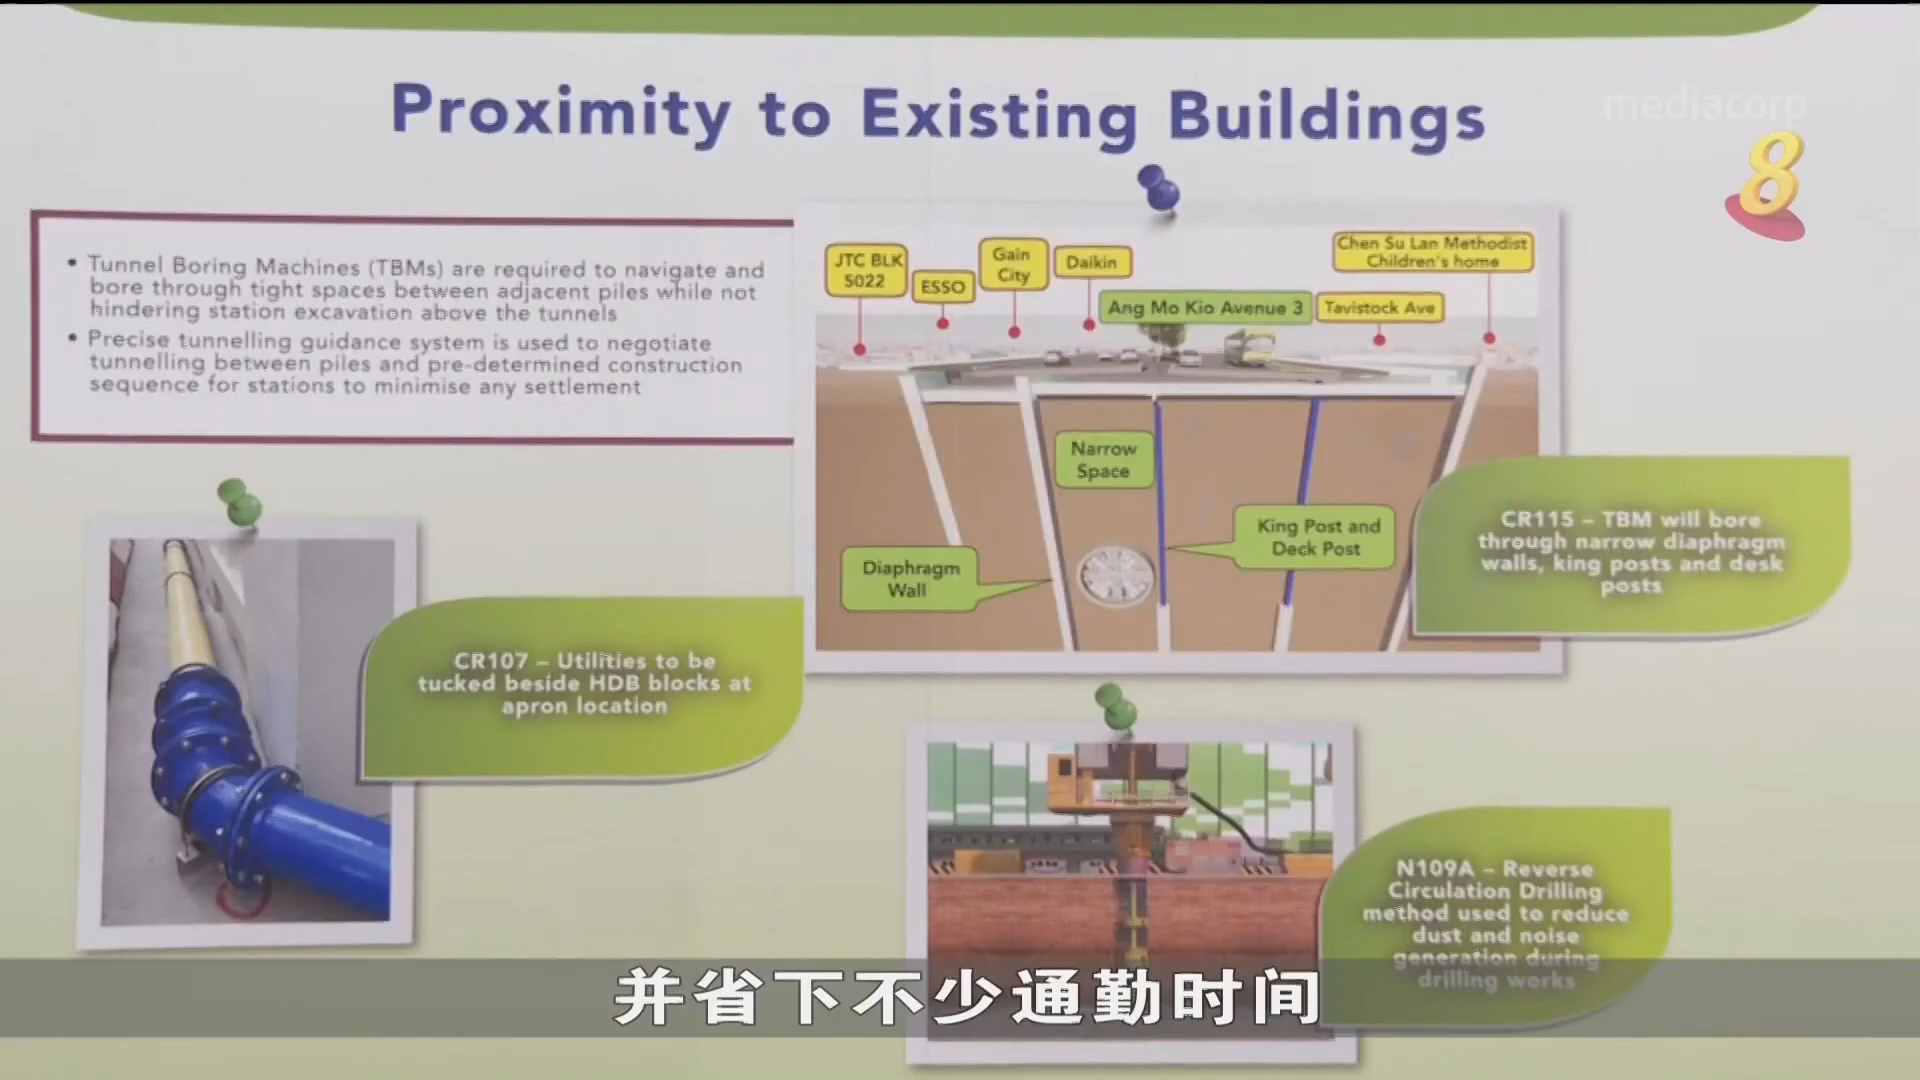 Proximity to Existing Buildings
mediacorp
8
• Tunnel Boring Machines (TBMs) are required to navigate and
bore through tight spaces between adjacent piles while not
hindering station excavation above the tunnels
• Precise tunnelling guidance system is used to negotiate
tunnelling between piles and pre-determined construction
sequence for stations to minimise any settlement
JTC BLK
5022
ESSO
Gain
City
Daikin
Ang Mo Kio Avenue 3
Tavistock Ave
Chen Su Lan Methodist
Children's home
Narrow
Space
King Post and
Deck Post
Diaphragm
Wall
CR115 – TBM will bore
through narrow diaphragm
walls, king posts and desk
posts
CR107 – Utilities to be
tucked beside HDB blocks at
apron location
N109A – Reverse
Circulation Drilling
method used to reduce
dust and noise
generation during
drilling works
并省下不少通勤时间